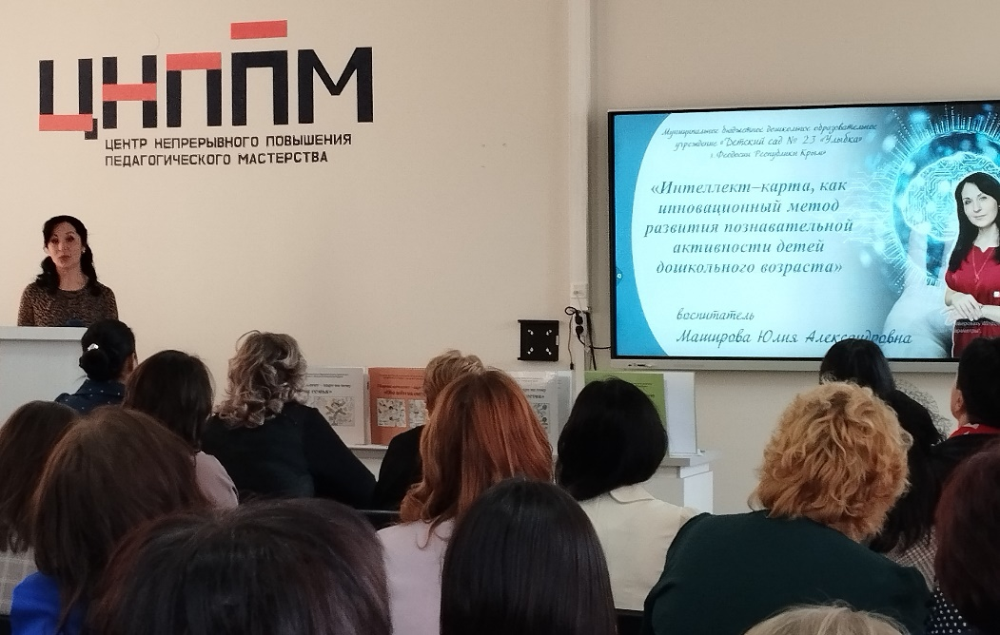 ЦНППМ
ЦЕНТР НЕПРЕРЫВНОГО ПОВЫШЕНИЯ
ПЕДАГОГИЧЕСКОГО МАСТЕРСТВА
Муниципальное бюджетное дошкольное образовательное
учреждение «Детский сад № 23 «Улыбка»
г. Феодосии Республики Крым»
«Интеллект–карта, как
инновационный метод
развития познавательной
активности детей
дошкольного возраста»
воспитатель
Маширова Юлия Александровна